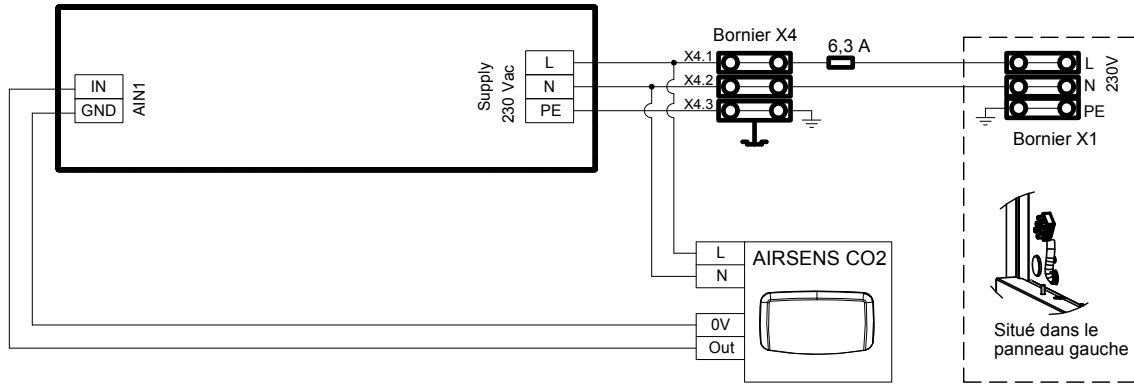 Bornier X4
6,3 A
X4.1
X4.2
X4.3
L
N
PE
Supply
230 Vac
IN
GND
AIN1
L
N
PE
230V
Bornier X1
L
N
AIRSENS CO2
0V
Out
Situé dans le
panneau gauche